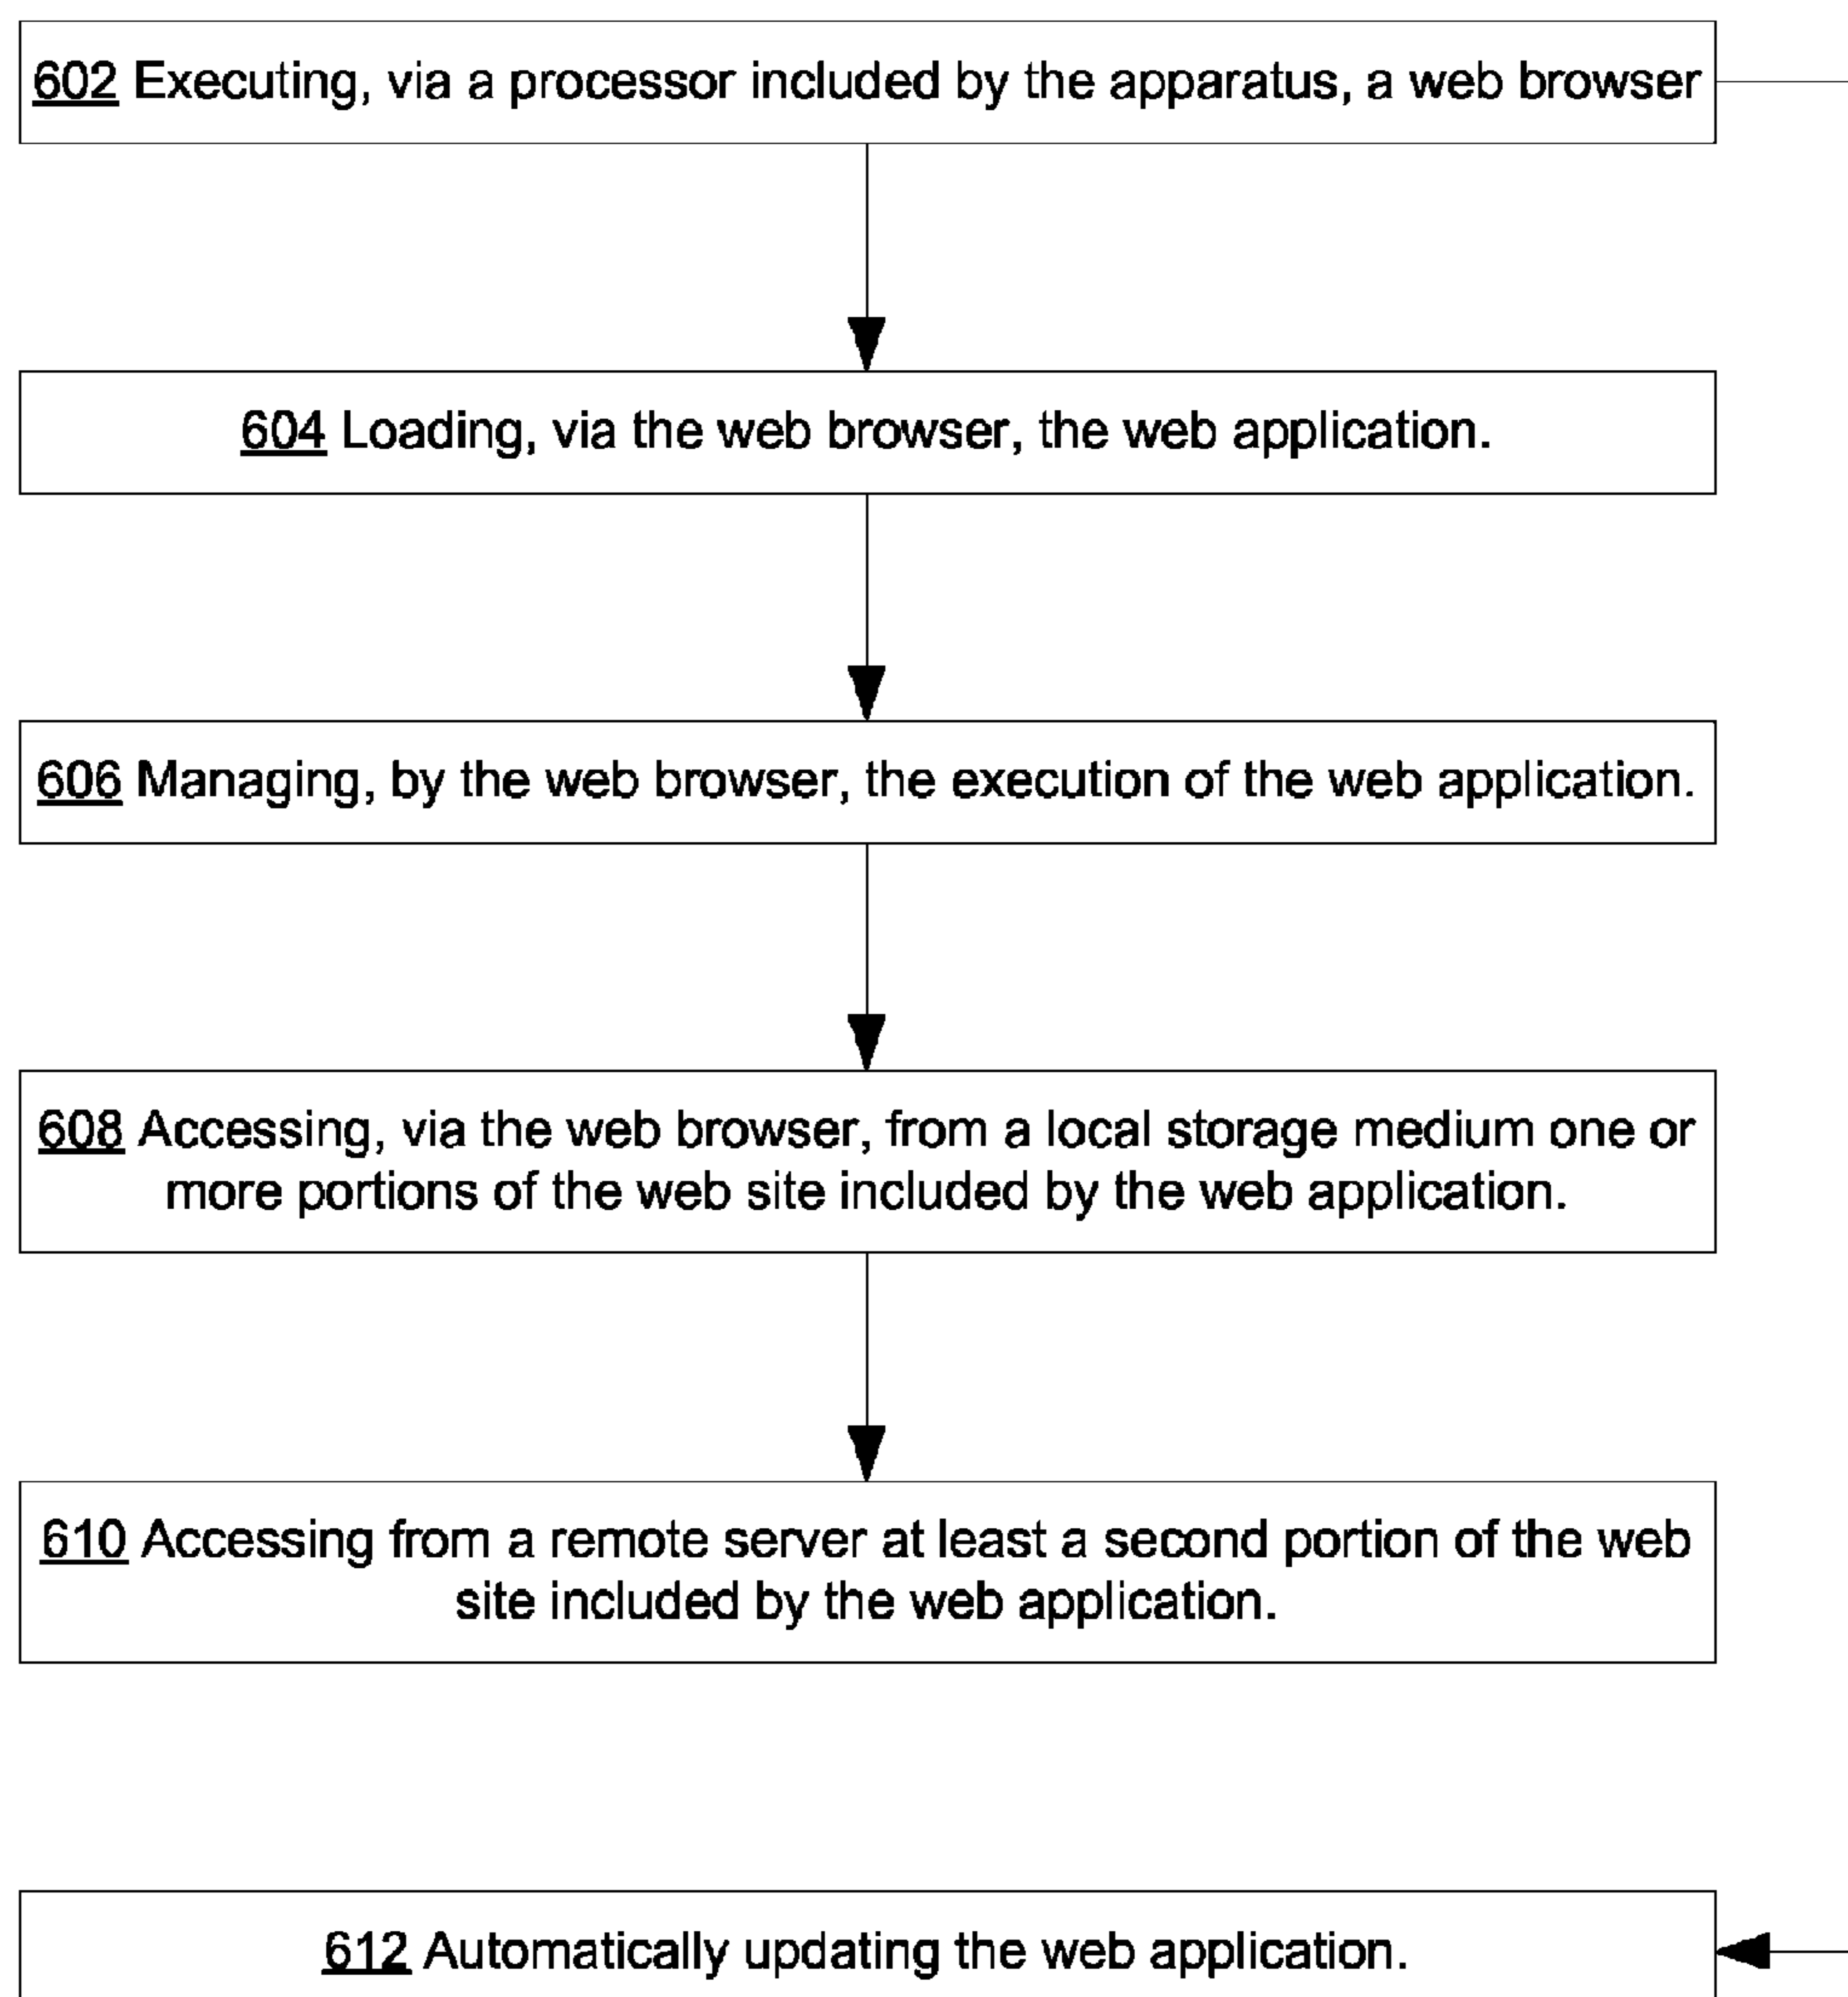 602 Executing, via a processor included by the apparatus, a web browser
604 Loading, via the web browser, the web application.
606 Managing, by the web browser, the execution of the web application.
608 Accessing, via the web browser, from a local storage medium one or
more portions of the web site included by the web application.
610 Accessing from a remote server at least a second portion of the web
site included by the web application.
612 Automatically updating the web application.